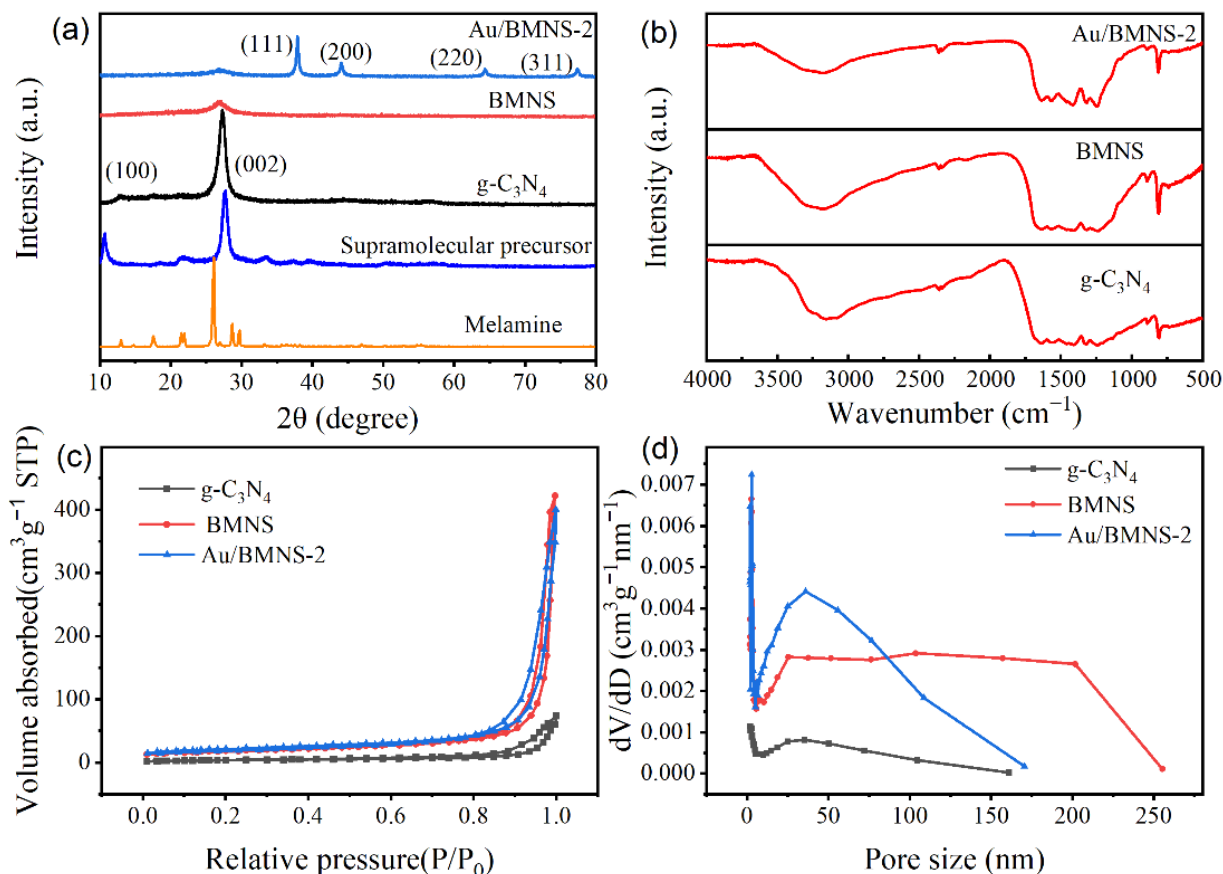 (a)
Au/BMNS-2
(111)
(200)
(220)
(311)
BMNS
(100)
(002)
g-C₃N₄
Supramolecular precursor
Melamine
Intensity (a.u.)
10 20 30 40 50 60 70 80
2θ (degree)
(b)
Au/BMNS-2
BMNS
g-C₃N₄
Intensity (a.u.)
4000 3500 3000 2500 2000 1500 1000 500
Wavenumber (cm⁻¹)
(c)
g-C₃N₄
BMNS
Au/BMNS-2
Volume absorbed(cm³g⁻¹ STP)
400
300
200
100
0
0.0 0.2 0.4 0.6 0.8 1.0
Relative pressure(P/P₀)
(d)
g-C₃N₄
BMNS
Au/BMNS-2
dV/dD (cm³g⁻¹nm⁻¹)
0.007
0.006
0.005
0.004
0.003
0.002
0.001
0.000
0 50 100 150 200 250
Pore size (nm)